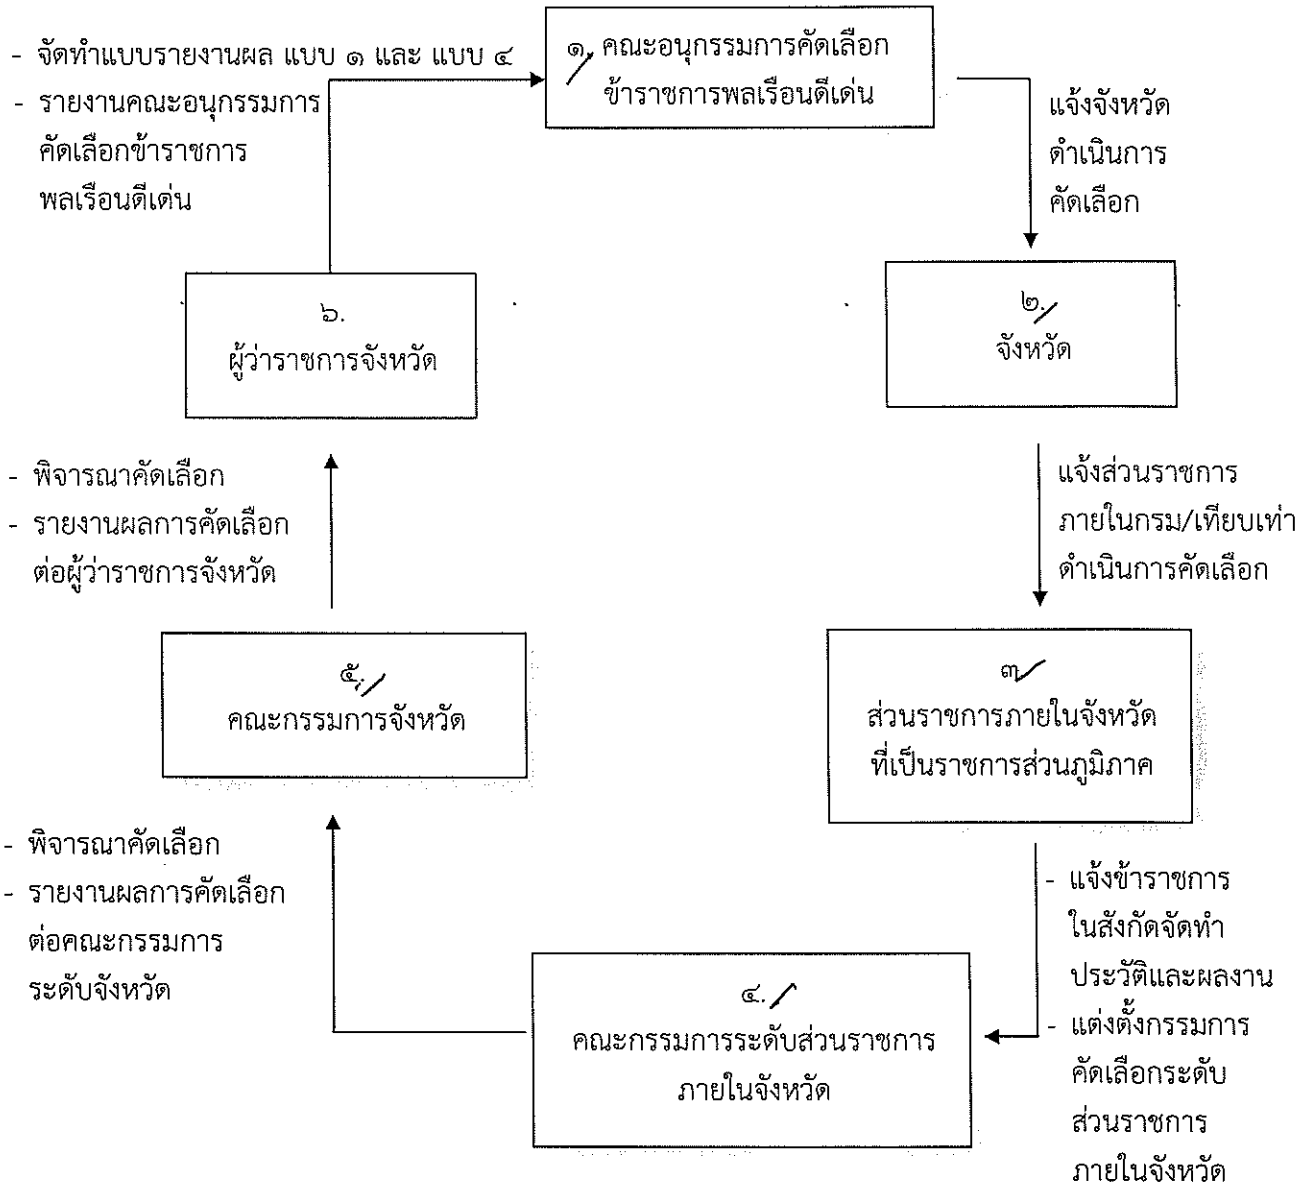 ๑. คณะอนุกรรมการคัดเลือก
ข้าราชการพลเรือนดีเด่น
แจ้งจังหวัด
ดำเนินการ
คัดเลือก
๒.
จังหวัด
แจ้งส่วนราชการ
ภายในกรม/เทียบเท่า
ดำเนินการคัดเลือก
๓
ส่วนราชการภายในจังหวัด
ที่เป็นราชการส่วนภูมิภาค
- แจ้งข้าราชการ
ในสังกัดจัดทำ
ประวัติและผลงาน
- แต่งตั้งกรรมการ
คัดเลือกระดับ
ส่วนราชการ
ภายในจังหวัด
๔.
คณะกรรมการระดับส่วนราชการ
ภายในจังหวัด
- พิจารณาคัดเลือก
- รายงานผลการคัดเลือก
ต่อคณะกรรมการ
ระดับจังหวัด
๕.
คณะกรรมการจังหวัด
- พิจารณาคัดเลือก
- รายงานผลการคัดเลือก
ต่อผู้ว่าราชการจังหวัด
๖.
ผู้ว่าราชการจังหวัด
- จัดทำแบบรายงานผล แบบ ๑ และ แบบ ๔
- รายงานคณะอนุกรรมการ
คัดเลือกข้าราชการ
พลเรือนดีเด่น